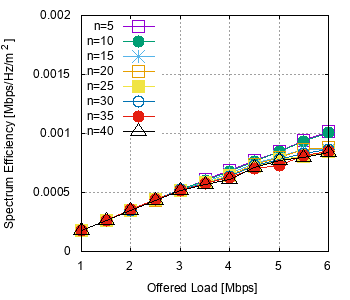 0.002
0.0015
0.001
0.0005
0
Spectrum Efficiency [Mbps/Hz/m²]
n=5
n=10
n=15
n=20
n=25
n=30
n=35
n=40
1 2 3 4 5 6
Offered Load [Mbps]